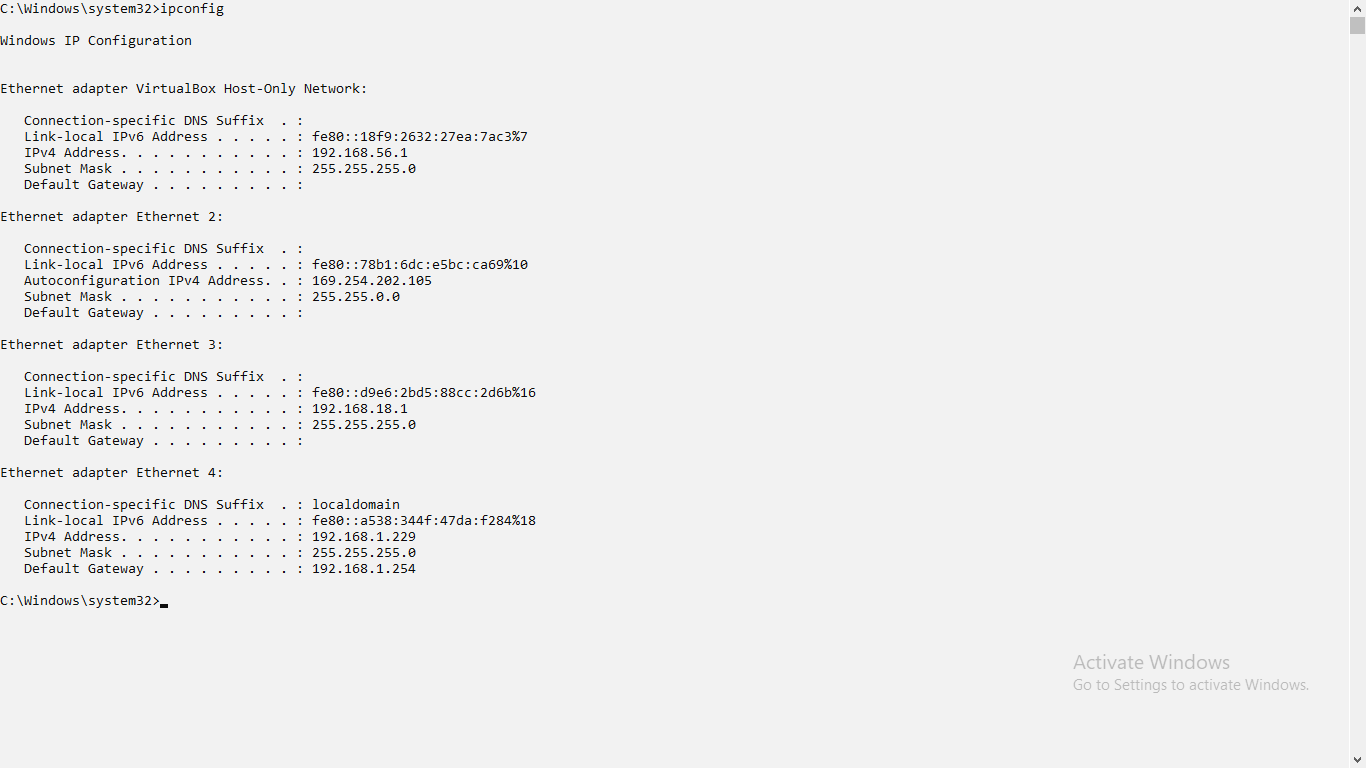 C:\Windows\system32>ipconfig
Windows IP Configuration
Ethernet adapter VirtualBox Host-Only Network:
   Connection-specific DNS Suffix  . :
   Link-local IPv6 Address . . . . . : fe80::18f9:2632:27ea:7ac3%7
   IPv4 Address. . . . . . . . . . . : 192.168.56.1
   Subnet Mask . . . . . . . . . . . : 255.255.255.0
   Default Gateway . . . . . . . . . :
Ethernet adapter Ethernet 2:
   Connection-specific DNS Suffix  . :
   Link-local IPv6 Address . . . . . : fe80::78b1:6dc:e5bc:ca69%10
   Autoconfiguration IPv4 Address. . : 169.254.202.105
   Subnet Mask . . . . . . . . . . . : 255.255.0.0
   Default Gateway . . . . . . . . . :
Ethernet adapter Ethernet 3:
   Connection-specific DNS Suffix  . :
   Link-local IPv6 Address . . . . . : fe80::d9e6:2bd5:88cc:2d6b%16
   IPv4 Address. . . . . . . . . . . : 192.168.18.1
   Subnet Mask . . . . . . . . . . . : 255.255.255.0
   Default Gateway . . . . . . . . . :
Ethernet adapter Ethernet 4:
   Connection-specific DNS Suffix  . : localdomain
   Link-local IPv6 Address . . . . . : fe80::a538:344f:47da:f284%18
   IPv4 Address. . . . . . . . . . . : 192.168.1.229
   Subnet Mask . . . . . . . . . . . : 255.255.255.0
   Default Gateway . . . . . . . . . : 192.168.1.254
C:\Windows\system32>
Activate Windows
Go to Settings to activate Windows.